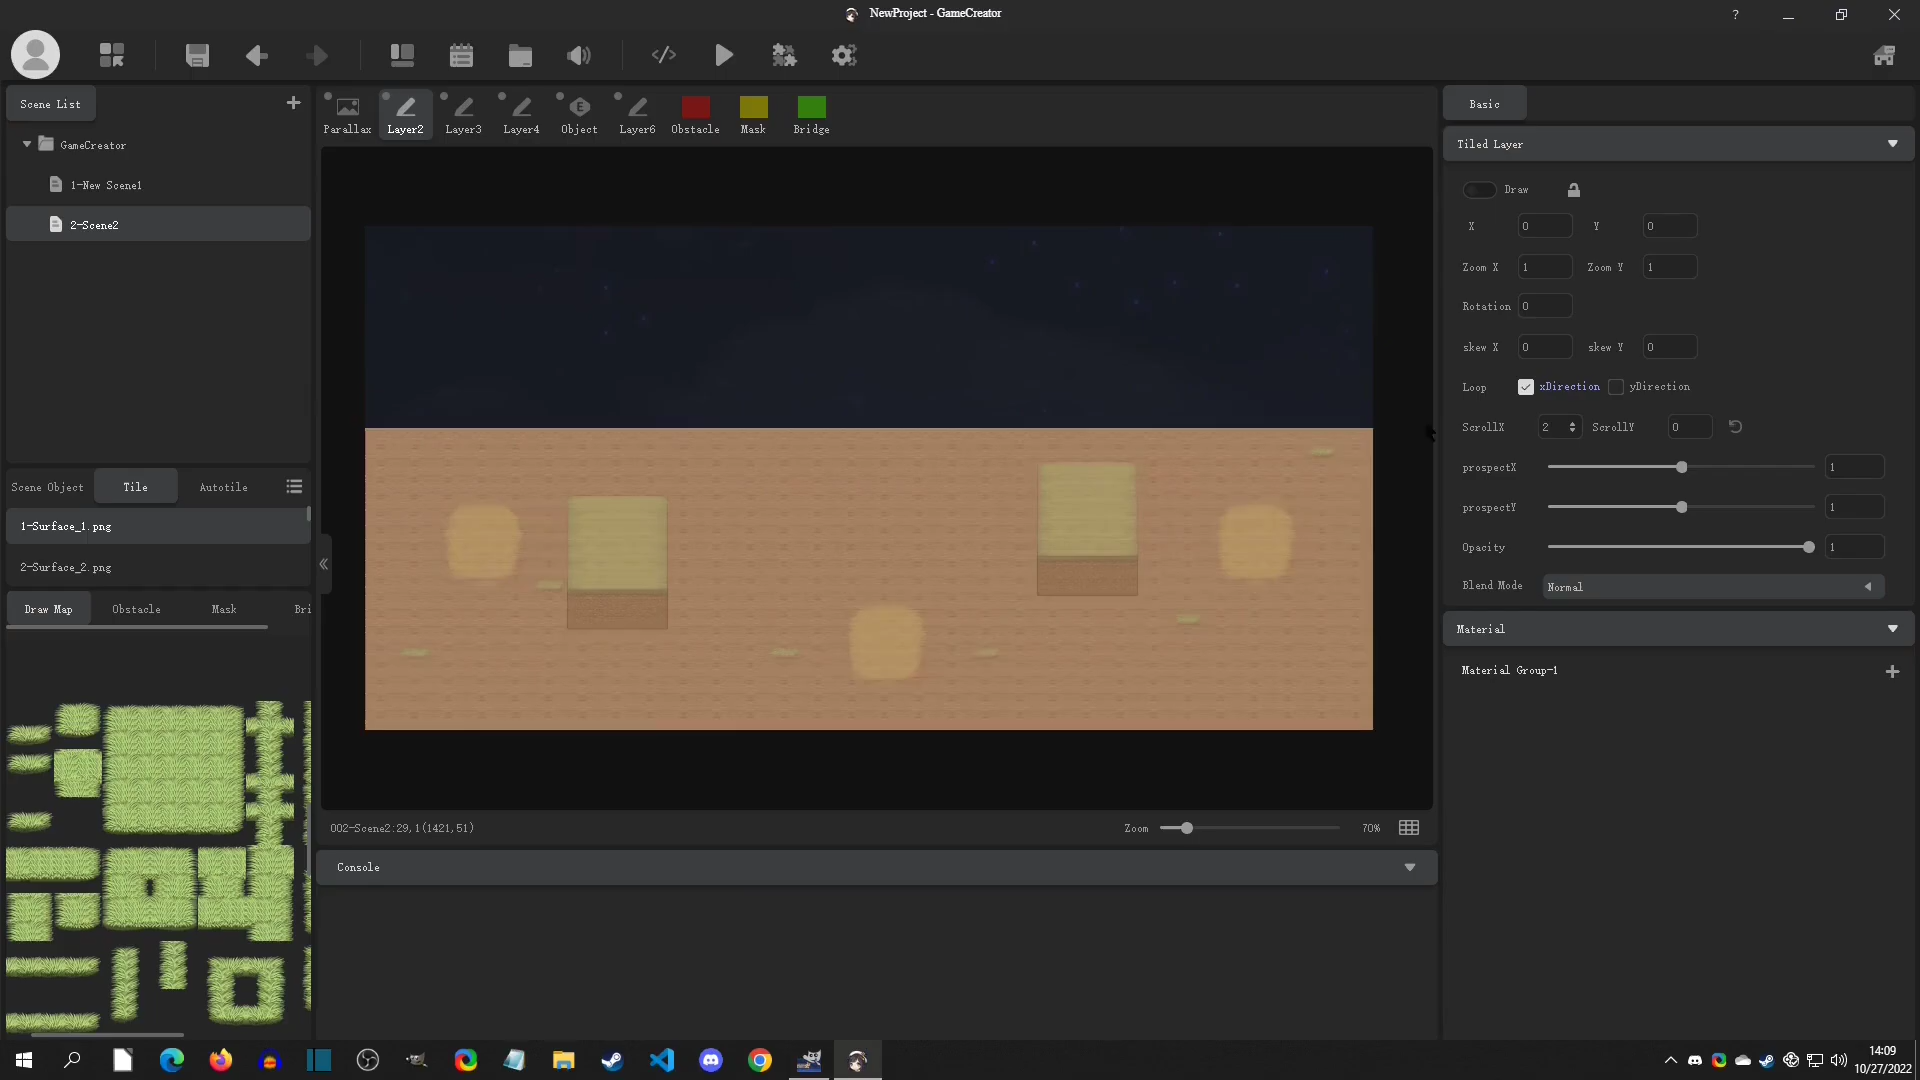 NewProject - GameCreator
?
Scene List
GameCreator
1-New Scene1
2-Scene2
Parallax
Layer2
Layer3
Layer4
E
Object
Layer6
Obstacle
Mask
Bridge
Scene Object
Tile
Autotile
1-Surface_1.png
2-Surface_2.png
Draw Map
Obstacle
Mask
Bri
002-Scene2:29,1(1421,51)
Zoom
70%
Console
Basic
Tiled Layer
Draw
X 0 Y 0
Zoom X 1 Zoom Y 1
Rotation 0
skew X 0 skew Y 0
Loop xDirection yDirection
ScrollX 2 ScrollY 0
prospectX 1
prospectY 1
Opacity 1
Blend Mode Normal
Material
Material Group-1
14:09
10/27/2022